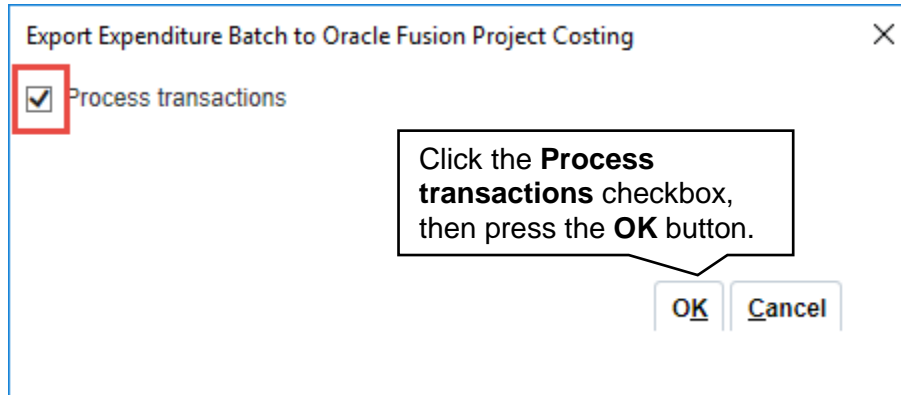 Export Expenditure Batch to Oracle Fusion Project Costing
Process transactions
Click the Process
transactions checkbox,
then press the OK button.
OK Cancel